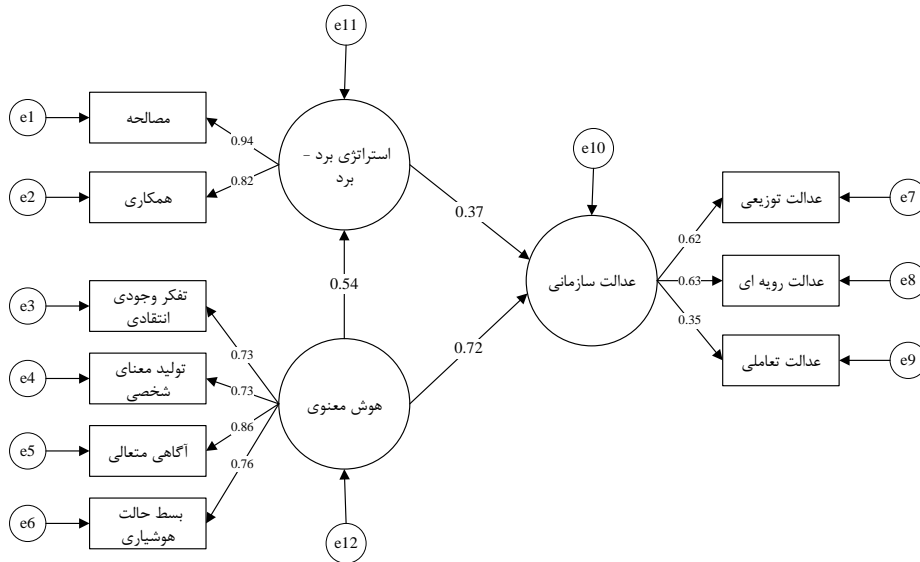 e11
e1
مصالحه
0.94
e2
همکاری
0.82
استراتژی برد –
برد
e10
0.37
عدالت توزیعی
e7
0.62
عدالت سازمانی
عدالت رویه ای
e8
0.63
0.54
e3
تفکر وجودی
انتقادی
0.35
عدالت تعاملی
e9
0.73
0.72
e4
تولید معنای
شخصی
0.73
هوش معنوی
e5
آگاهی متعالی
0.86
0.76
e6
بسط حالت
هوشیاری
e12